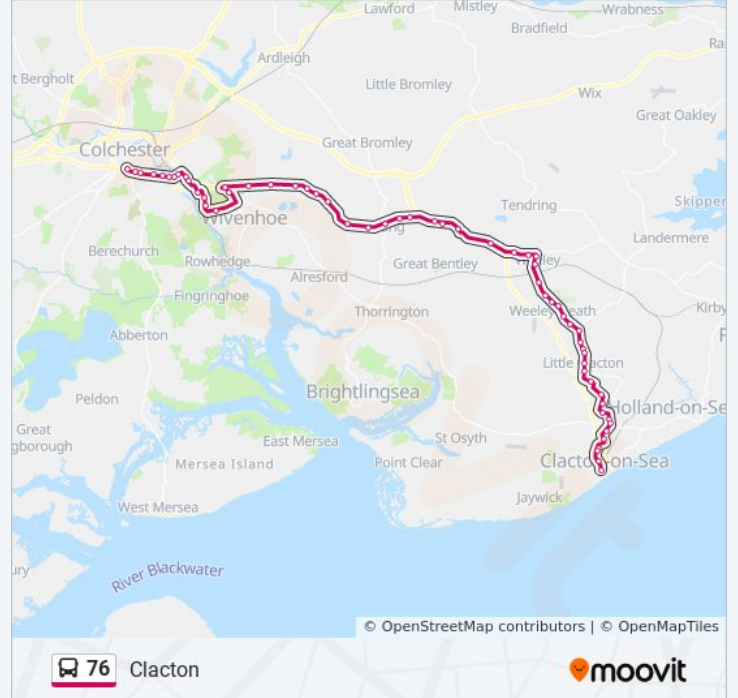 Lawford
Mistley
Wrabness
Bradfield
Ra
Ardleigh
t Bergholt
Little Bromley
Wix
Great Oakley
Great Bromley
Colchester
Tendring
Skipper
Wivenhoe
Landermere
Berechurch
Rowhedge
Great Bentley
Alresford
Fingringhoe
Thorrington
Weeley Heath
Kirby
Abberton
Little Clacton
Peldon
Brightlingsea
Holland-on-Se
Great
gborough
East Mersea
St Osyth
Mersea Island
Point Clear
Clacton-on-Sea
Jaywick
West Mersea
River Blackwater
ury
© OpenStreetMap contributors | © OpenMapTiles
76 Clacton
moovit